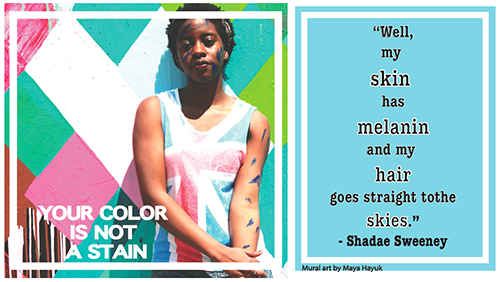 YOUR COLOR
IS NOT
A STAIN
“Well,
my
skin
has
melanin
and my
hair
goes straight tothe
skies.”
- Shadae Sweeney
Mural art by Maya Hayuk